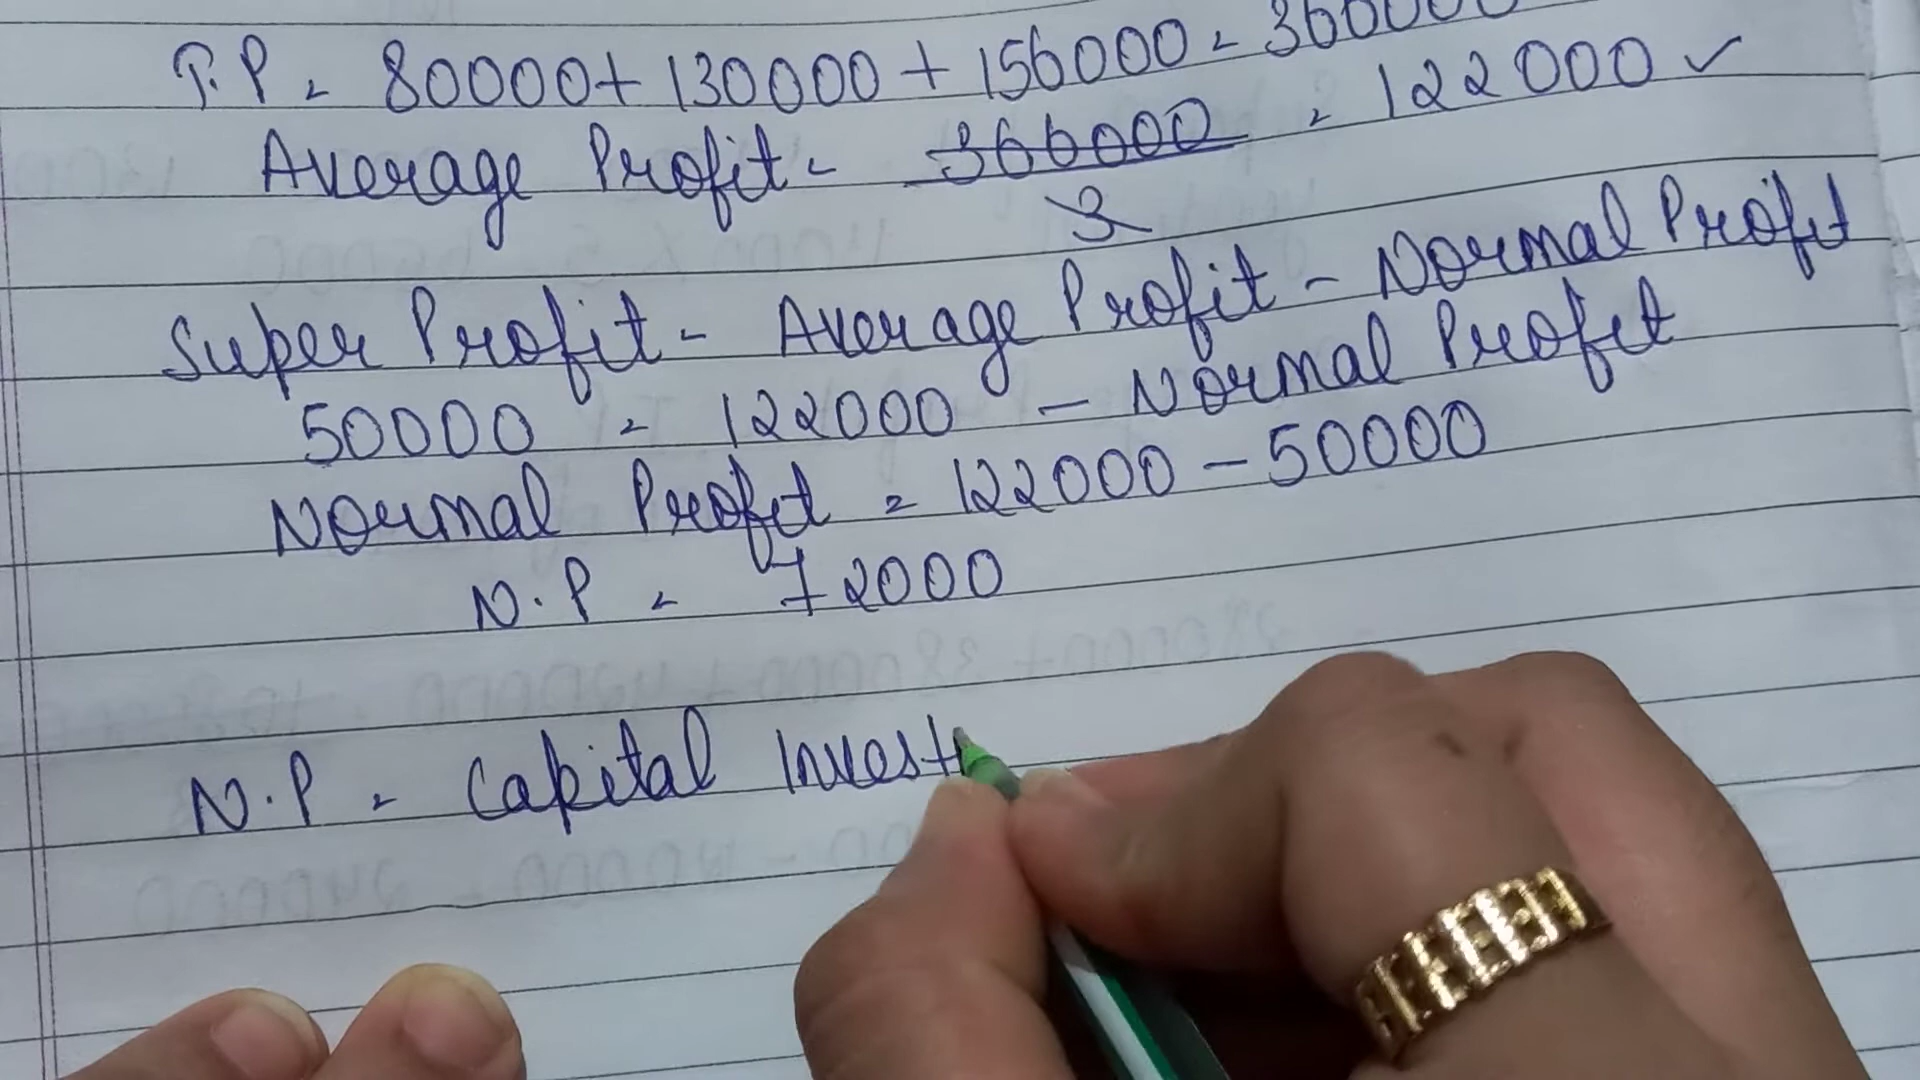 T.P = 80000 + 130000 + 156000 = 366000
Average Profit = 366000 = 122000 ✓
3
Super Profit = Average Profit - Normal Profit
50000 = 122000 - Normal Profit
Normal Profit = 122000 - 50000
N.P = 72000
N.P = Capital Invest